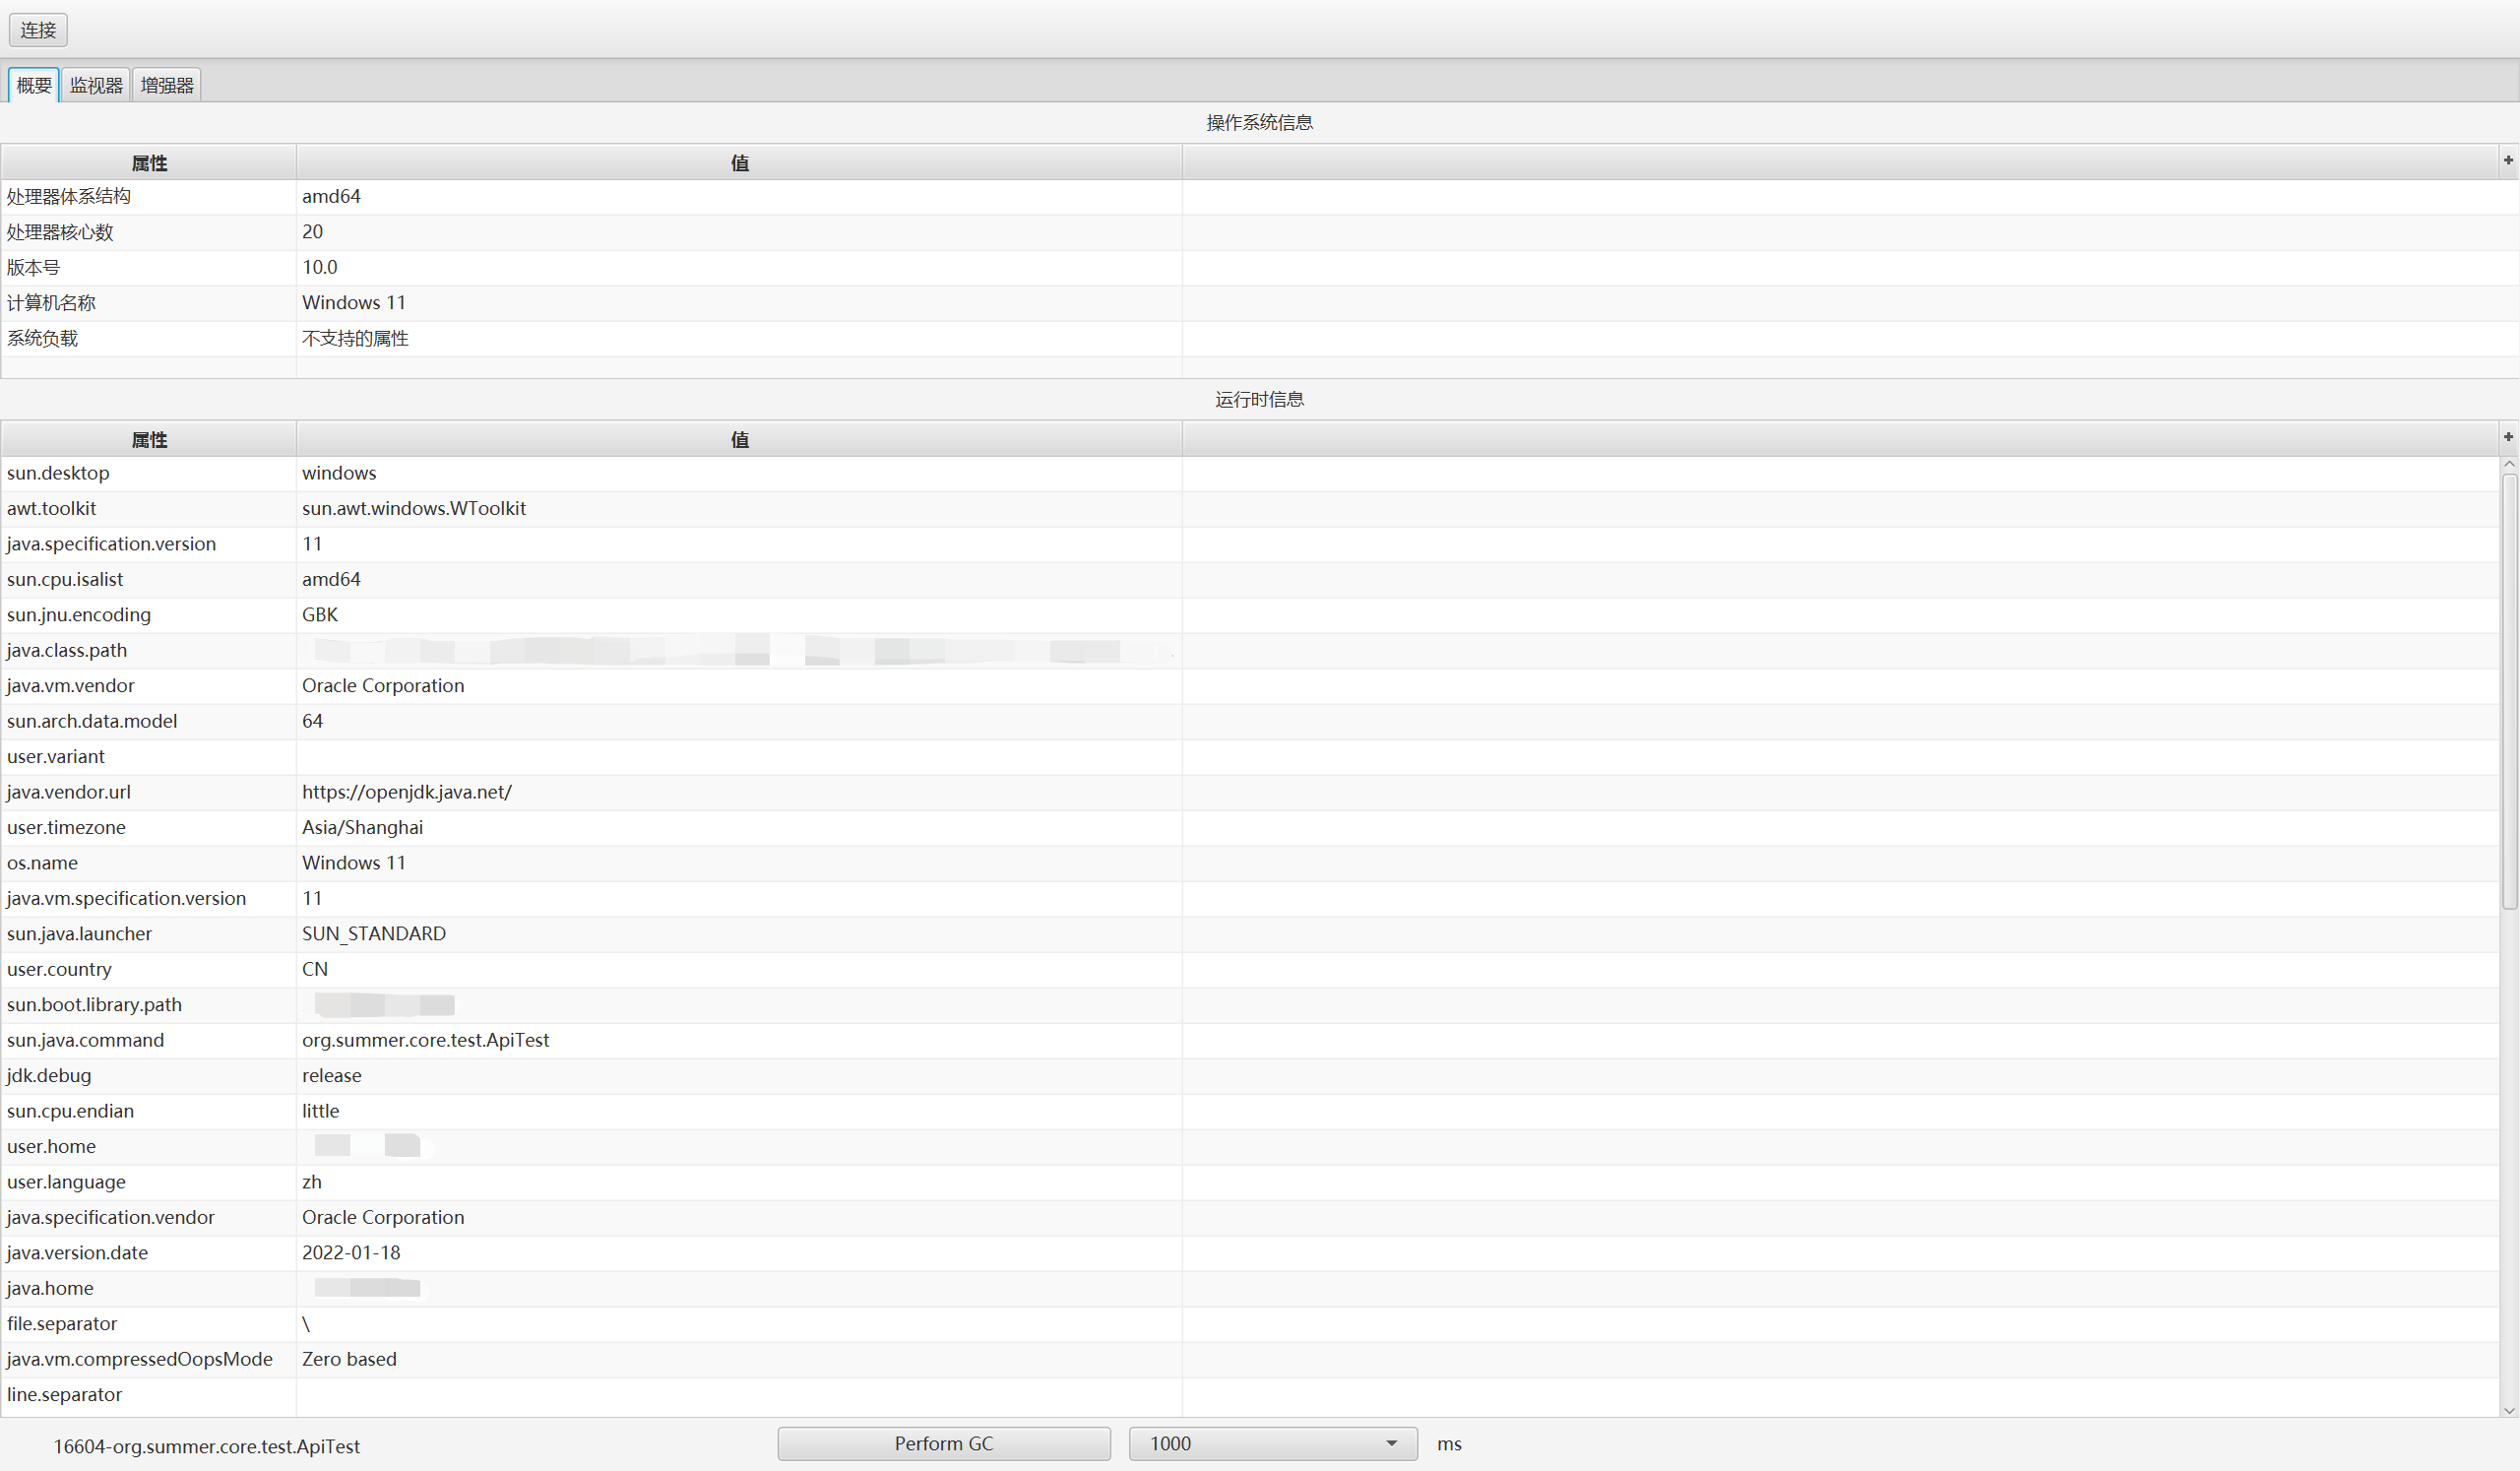 连接
概要 监视器 增强器
操作系统信息
属性 值
处理器体系结构 amd64
处理器核心数 20
版本号 10.0
计算机名称 Windows 11
系统负载 不支持的属性
运行时信息
属性 值
sun.desktop windows
awt.toolkit sun.awt.windows.WToolkit
java.specification.version 11
sun.cpu.isalist amd64
sun.jnu.encoding GBK
java.class.path
java.vm.vendor Oracle Corporation
sun.arch.data.model 64
user.variant
java.vendor.url https://openjdk.java.net/
user.timezone Asia/Shanghai
os.name Windows 11
java.vm.specification.version 11
sun.java.launcher SUN_STANDARD
user.country CN
sun.boot.library.path
sun.java.command org.summer.core.test.ApiTest
jdk.debug release
sun.cpu.endian little
user.home
user.language zh
java.specification.vendor Oracle Corporation
java.version.date 2022-01-18
java.home
file.separator \
java.vm.compressedOopsMode Zero based
line.separator
16604-org.summer.core.test.ApiTest Perform GC 1000 ms